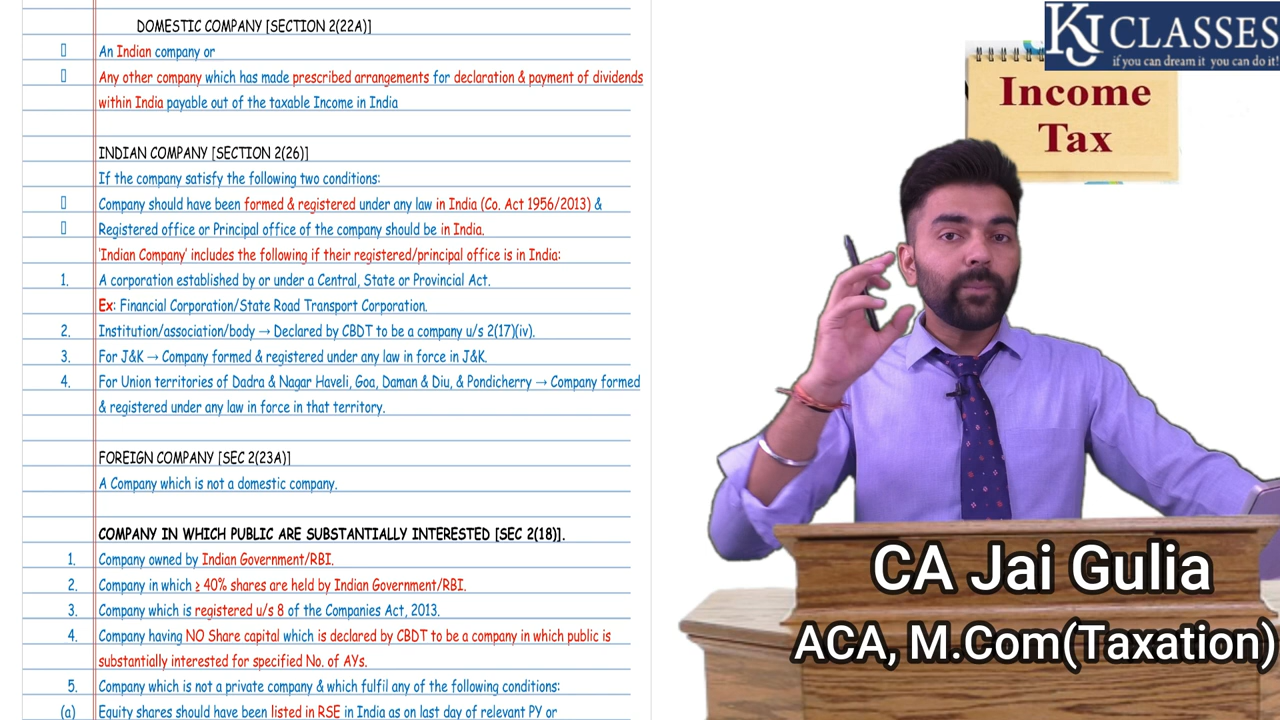 DOMESTIC COMPANY [SECTION 2(22A)]
An Indian company or
Any other company which has made prescribed arrangements for declaration & payment of dividends
within India payable out of the taxable Income in India
INDIAN COMPANY [SECTION 2(26)]
If the company satisfy the following two conditions:
Company should have been formed & registered under any law in India (Co. Act 1956/2013) &
Registered office or Principal office of the company should be in India.
'Indian Company' includes the following if their registered/principal office is in India:
1. A corporation established by or under a Central, State or Provincial Act.
Ex: Financial Corporation/State Road Transport Corporation.
2. Institution/association/body → Declared by CBDT to be a company u/s 2(17)(iv).
3. For J&K → Company formed & registered under any law in force in J&K.
4. For Union territories of Dadra & Nagar Haveli, Goa, Daman & Diu, & Pondicherry → Company formed
& registered under any law in force in that territory.
FOREIGN COMPANY [SEC 2(23A)]
A Company which is not a domestic company.
COMPANY IN WHICH PUBLIC ARE SUBSTANTIALLY INTERESTED [SEC 2(18)].
1. Company owned by Indian Government/RBI.
2. Company in which ≥ 40% shares are held by Indian Government/RBI.
3. Company which is registered u/s 8 of the Companies Act, 2013.
4. Company having NO Share capital which is declared by CBDT to be a company in which public is
substantially interested for specified No. of AYs.
5. Company which is not a private company & which fulfil any of the following conditions:
(a) Equity shares should have been listed in RSE in India as on last day of relevant PY or
KJ CLASSES
if you can dream it you can do it!
Income
Tax
CA Jai Gulia
ACA, M.Com(Taxation)